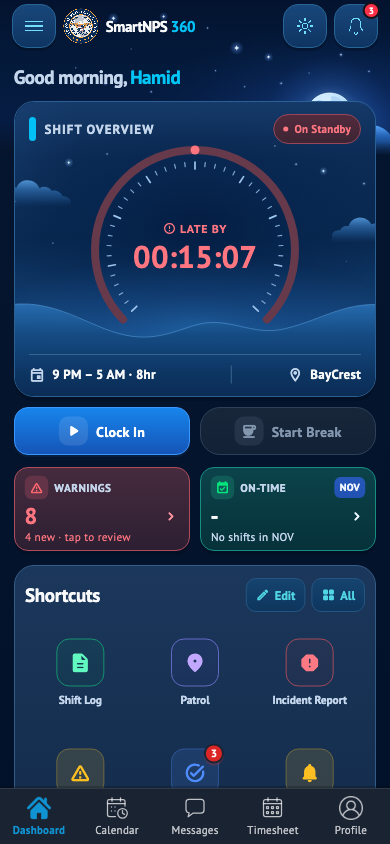 SmartNPS 360
3
Good morning, Hamid
SHIFT OVERVIEW
On Standby
LATE BY
00:15:07
9 PM – 5 AM · 8hr
BayCrest
Clock In
Start Break
WARNINGS
8
4 new · tap to review
ON-TIME
NOV
-
No shifts in NOV
Shortcuts
Edit
All
Shift Log
Patrol
Incident Report
3
Dashboard
Calendar
Messages
Timesheet
Profile